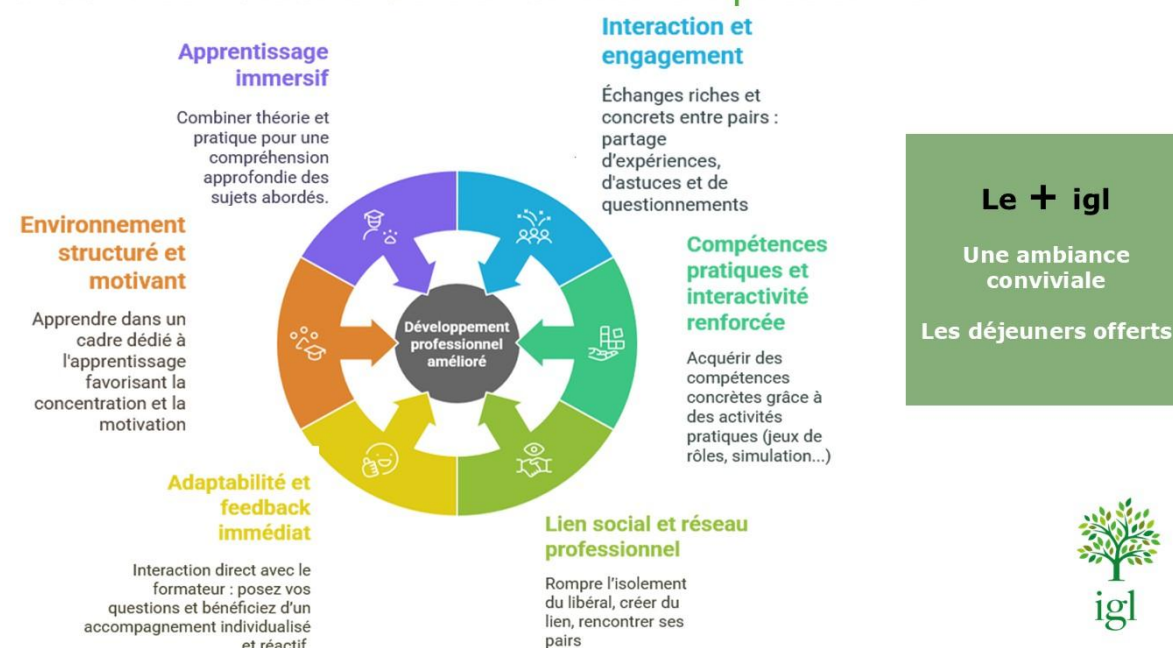 Interaction et
engagement
Échanges riches et
concrets entre pairs :
partage
d'expériences,
d'astuces et de
questionnements
Apprentissage
immersif
Combiner théorie et
pratique pour une
compréhension
approfondie des
sujets abordés.
Environnement
structuré et
motivant
Apprendre dans un
cadre dédié à
l'apprentissage
favorisant la
concentration et la
motivation
Développement
professionnel
amélioré
Compétences
pratiques et
interactivité
renforcée
Acquérir des
compétences
concrètes grâce à
des activités
pratiques (jeux de
rôles, simulation...)
Adaptabilité et
feedback
immédiat
Interaction direct avec le
formateur : posez vos
questions et bénéficiez d'un
accompagnement individualisé
et réactif
Lien social et réseau
professionnel
Rompre l'isolement
du libéral, créer du
lien, rencontrer ses
pairs
Le + igl
Une ambiance
conviviale
Les déjeuners offerts
igl